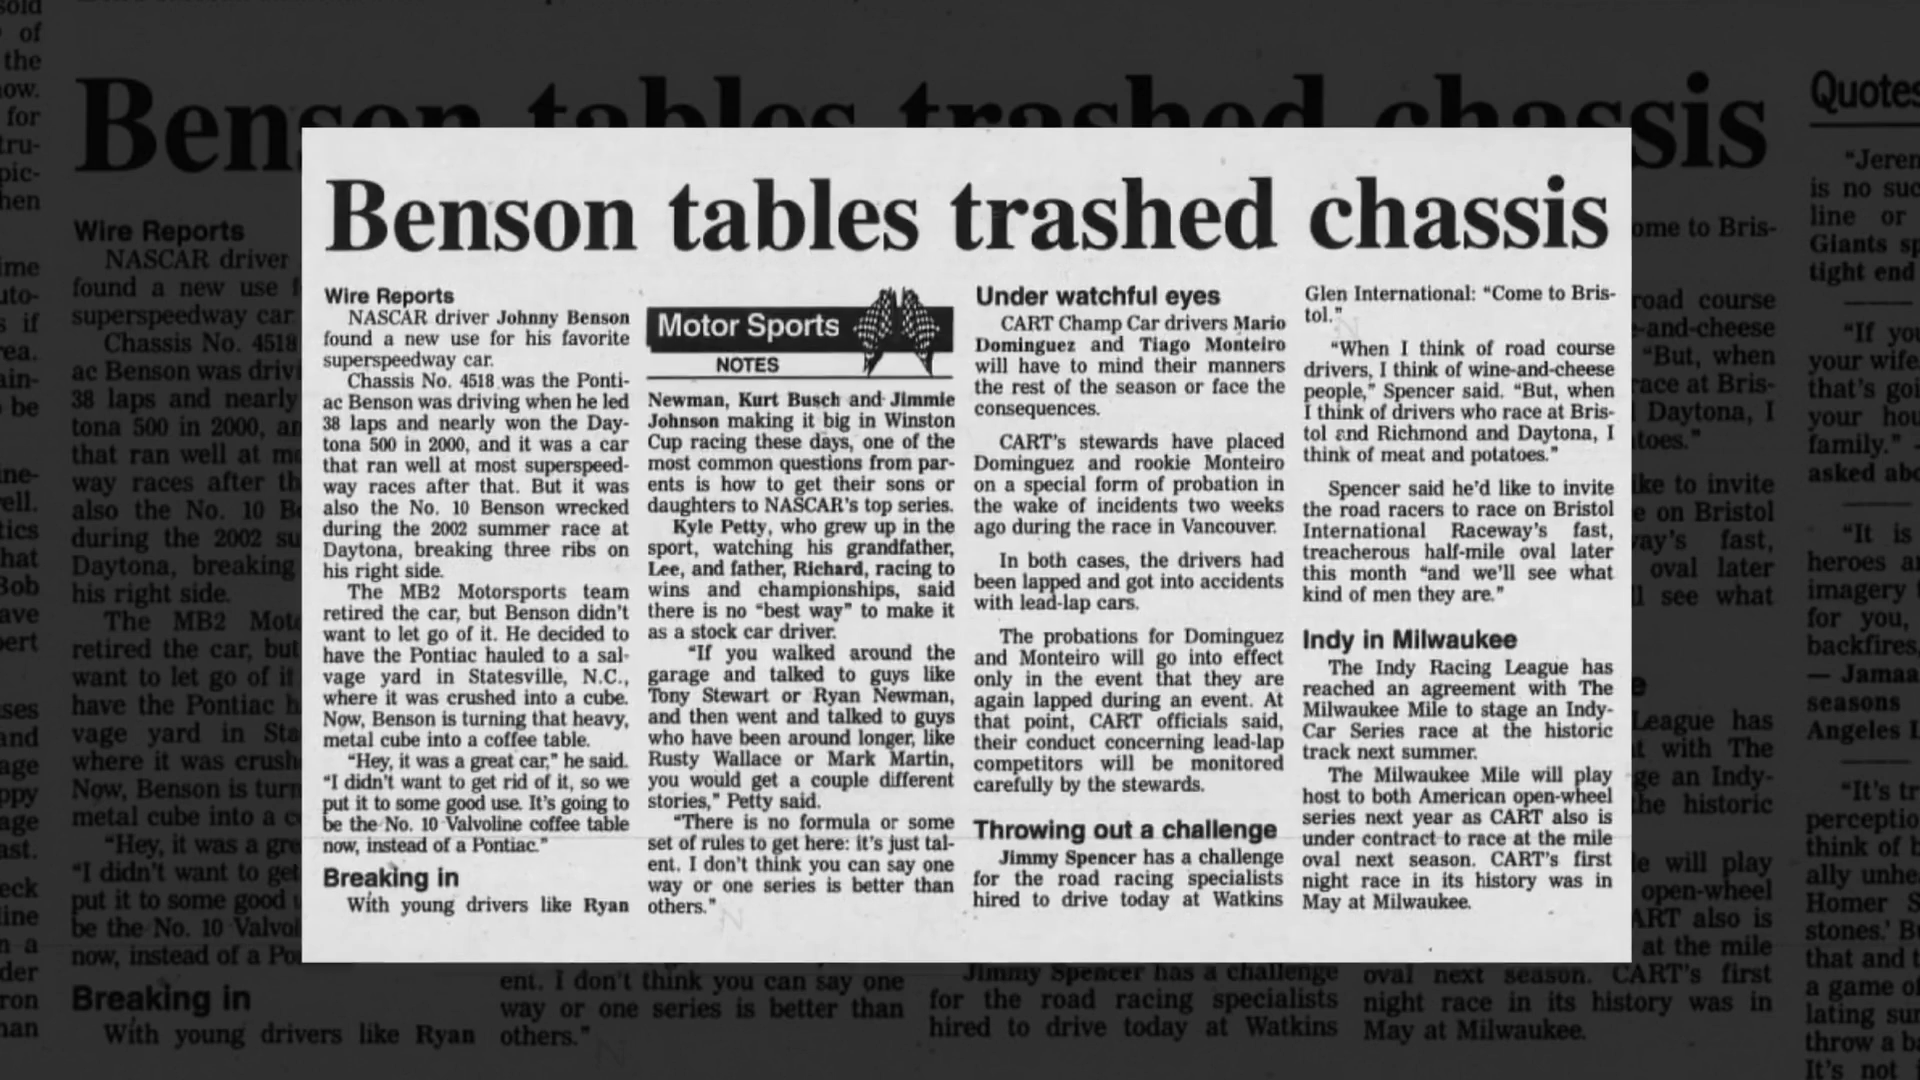 Benson tables trashed chassis
Wire Reports
NASCAR driver Johnny Benson
found a new use for his favorite
superspeedway car.
Chassis No. 4518 was the Ponti-
ac Benson was driving when he led
38 laps and nearly won the Day-
tona 500 in 2000, and it was a car
that ran well at most superspeed-
way races after that. But it was
also the No. 10 Benson wrecked
during the 2002 summer race at
Daytona, breaking three ribs on
his right side.
The MB2 Motorsports team
retired the car, but Benson didn't
want to let go of it. He decided to
have the Pontiac hauled to a sal-
vage yard in Statesville, N.C.,
where it was crushed into a cube.
Now, Benson is turning that heavy,
metal cube into a coffee table.
"Hey, it was a great car," he said.
"I didn't want to get rid of it, so we
put it to some good use. It's going to
be the No. 10 Valvoline coffee table
now, instead of a Pontiac."
Breaking in
With young drivers like Ryan
Motor Sports
NOTES
Newman, Kurt Busch and Jimmie
Johnson making it big in Winston
Cup racing these days, one of the
most common questions from par-
ents is how to get their sons or
daughters to NASCAR's top series.
Kyle Petty, who grew up in the
sport, watching his grandfather,
Lee, and father, Richard, racing to
wins and championships, said
there is no "best way" to make it
as a stock car driver.
"If you walked around the
garage and talked to guys like
Tony Stewart or Ryan Newman,
and then went and talked to guys
who have been around longer, like
Rusty Wallace or Mark Martin,
you would get a couple different
stories," Petty said.
"There is no formula or some
set of rules to get here: it's just tal-
ent. I don't think you can say one
way or one series is better than
others."
Under watchful eyes
CART Champ Car drivers Mario
Dominguez and Tiago Monteiro
will have to mind their manners
the rest of the season or face the
consequences.
CART's stewards have placed
Dominguez and rookie Monteiro
on a special form of probation in
the wake of incidents two weeks
ago during the race in Vancouver.
In both cases, the drivers had
been lapped and got into accidents
with lead-lap cars.
The probations for Dominguez
and Monteiro will go into effect
only in the event that they are
again lapped during an event. At
that point, CART officials said,
their conduct concerning lead-lap
competitors will be monitored
carefully by the stewards.
Throwing out a challenge
Jimmy Spencer has a challenge
for the road racing specialists
hired to drive today at Watkins
Glen International: "Come to Bris-
tol."
"When I think of road course
drivers, I think of wine-and-cheese
people," Spencer said. "But, when
I think of drivers who race at Bris-
tol and Richmond and Daytona, I
think of meat and potatoes."
Spencer said he'd like to invite
the road racers to race on Bristol
International Raceway's fast,
treacherous half-mile oval later
this month "and we'll see what
kind of men they are."
Indy in Milwaukee
The Indy Racing League has
reached an agreement with The
Milwaukee Mile to stage an Indy-
Car Series race at the historic
track next summer.
The Milwaukee Mile will play
host to both American open-wheel
series next year as CART also is
under contract to race at the mile
oval next season. CART's first
night race in its history was in
May at Milwaukee.